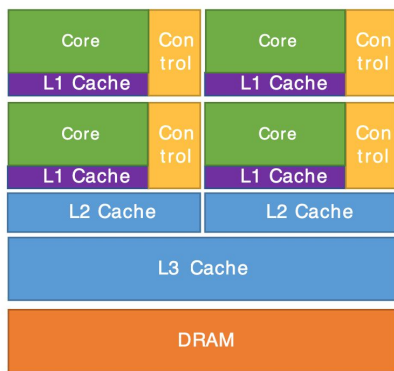 Core
Con
trol
L1 Cache
Core
Con
trol
L1 Cache
Core
Con
trol
L1 Cache
Core
Con
trol
L1 Cache
L2 Cache
L2 Cache
L3 Cache
DRAM